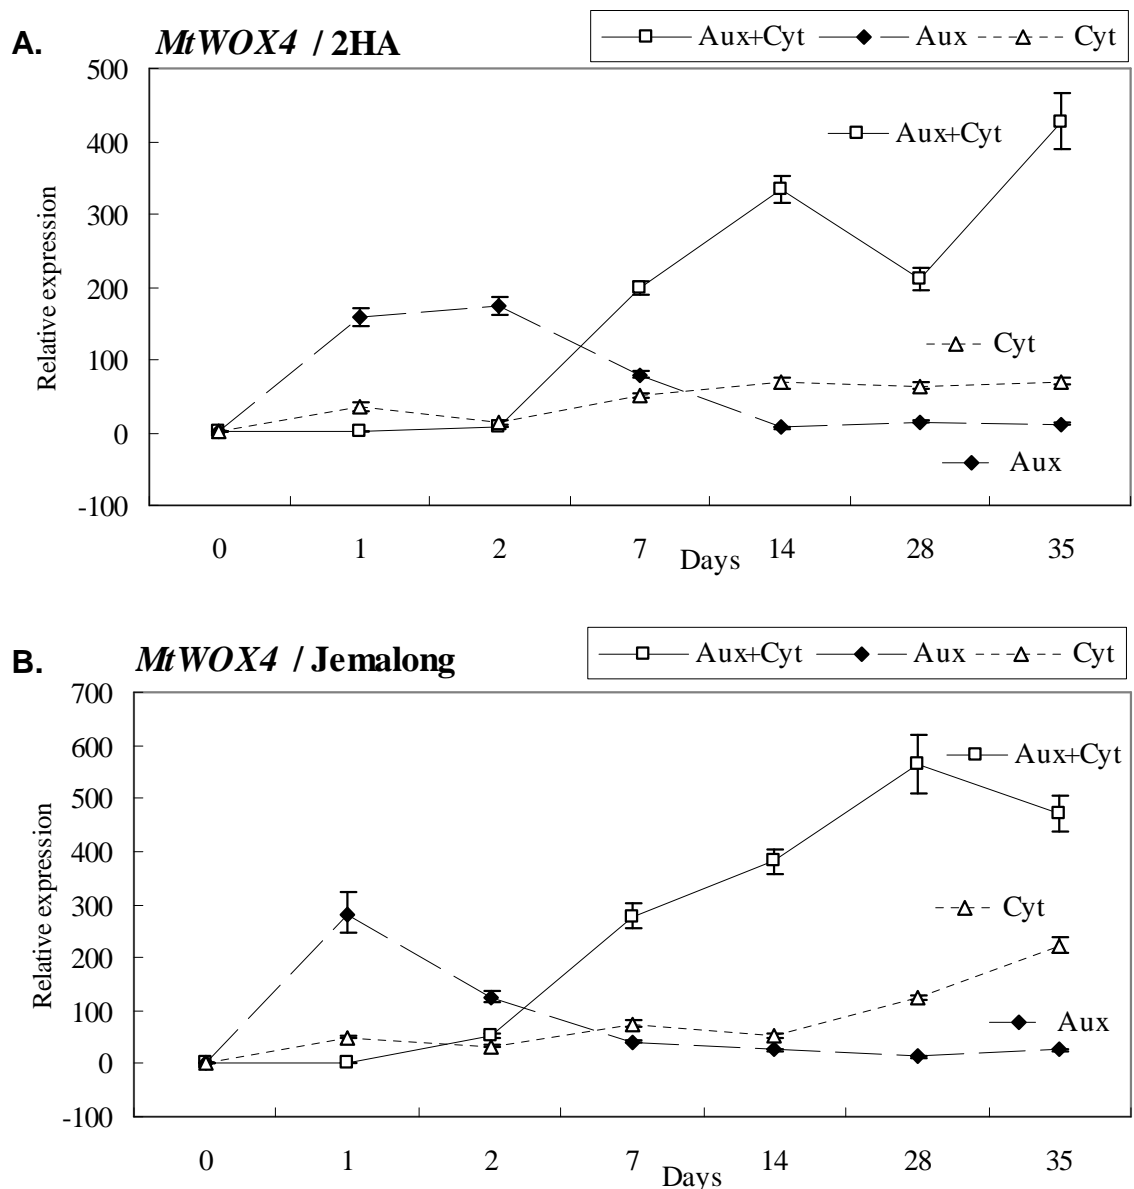 A.
MtWOX4 / 2HA
Aux+Cyt Aux Cyt
500
400
300
200
100
0
-100
Relative expression
Aux+Cyt
Cyt
Aux
0 1 2 7 14 28 35
Days
B.
MtWOX4 / Jemalong
Aux+Cyt Aux Cyt
700
600
500
400
300
200
100
0
-100
Relative expression
Aux+Cyt
Cyt
Aux
0 1 2 7 14 28 35
Days